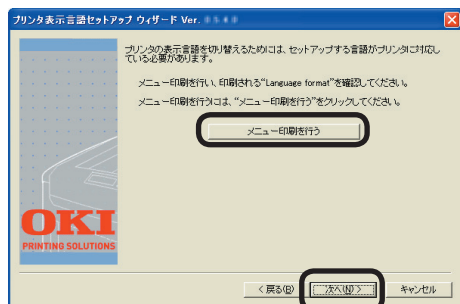 プリンタ表示言語セットアップ ウィザード Ver.
プリンタの表示言語を切り替えるためには、セットアップする言語がプリンタに対応し
ている必要があります。
メニュー印刷を行い、印刷される“Language format”を確認してください。
メニュー印刷を行うには、“メニュー印刷を行う”をクリックしてください。
メニュー印刷を行う
OKI
PRINTING SOLUTIONS
< 戻る(B)
次へ(N) >
キャンセル